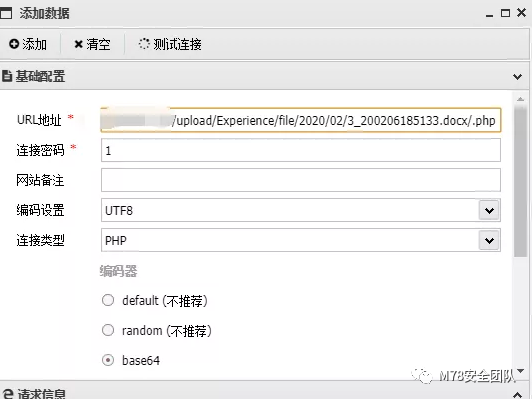 添加数据
添加 清空 测试连接
基础配置
URL地址 * /upload/Experience/file/2020/02/3_200206185133.docx/.php
连接密码 * 1
网站备注
编码设置 UTF8
连接类型 PHP
编码器
default (不推荐)
random (不推荐)
base64
M78安全团队
请求信息